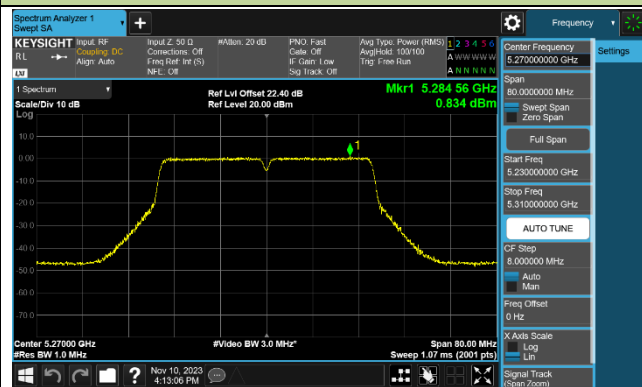 Spectrum Analyzer 1
Swept SA
Frequency
KEYSIGHT
RL
LXI
Input: RF
Coupling: DC
Align: Auto
Input Z: 50 Ω
Corrections: Off
Freq Ref: Int (S)
NFE: Off
#Atten: 20 dB
PNO: Fast
Gate: Off
IF Gain: Low
Sig Track: Off
Avg Type: Power (RMS)
Avg|Hold: 100/100
Trig: Free Run
1 2 3 4 5 6
A W W W W W
A N N N N N
1 Spectrum
Scale/Div 10 dB
Log
Ref Lvl Offset 22.40 dB
Ref Level 20.00 dBm
Mkr1 5.284 56 GHz
0.834 dBm
10.0
0.00
-10.0
-20.0
-30.0
-40.0
-50.0
-60.0
-70.0
1
Center 5.27000 GHz
#Res BW 1.0 MHz
#Video BW 3.0 MHz*
Span 80.00 MHz
Sweep 1.07 ms (2001 pts)
Nov 10, 2023
4:13:06 PM
Center Frequency
5.270000000 GHz
Settings
Span
80.0000000 MHz
Swept Span
Zero Span
Full Span
Start Freq
5.230000000 GHz
Stop Freq
5.310000000 GHz
AUTO TUNE
CF Step
8.000000 MHz
Auto
Man
Freq Offset
0 Hz
X Axis Scale
Log
Lin
Signal Track
(Span Zoom)